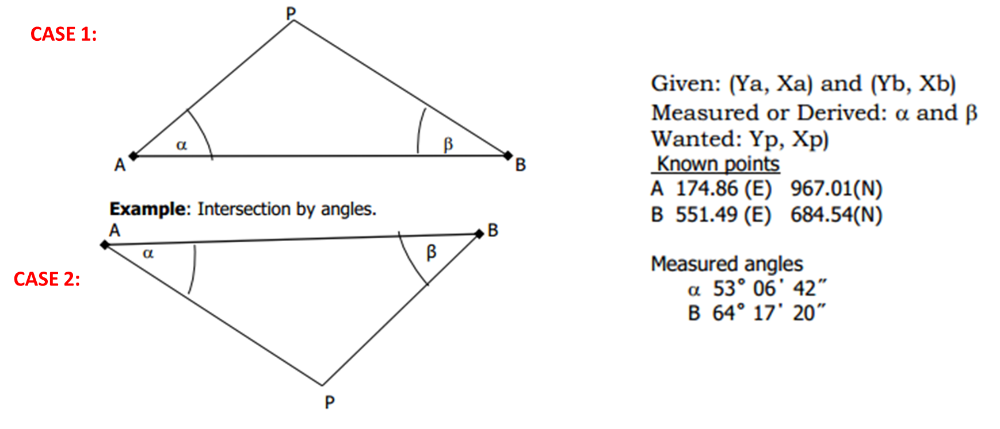 CASE 1:
P
α
β
A
B
Example: Intersection by angles.
A
B
α
β
CASE 2:
P
Given: (Ya, Xa) and (Yb, Xb)
Measured or Derived: α and β
Wanted: Yp, Xp)
Known points
A 174.86 (E) 967.01(N)
B 551.49 (E) 684.54(N)
Measured angles
α 53° 06' 42″
B 64° 17' 20″